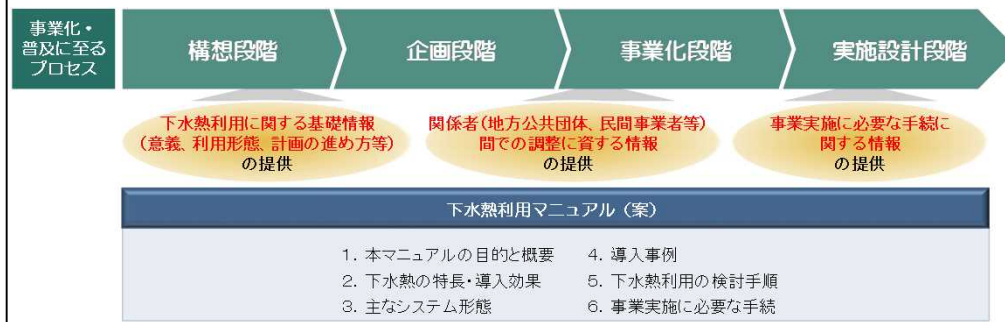 事業化・
普及に至る
プロセス
構想段階
企画段階
事業化段階
実施設計段階
下水熱利用に関する基礎情報
（意義、利用形態、計画の進め方等）
の提供
関係者（地方公共団体、民間事業者等）
間での調整に資する情報
の提供
事業実施に必要な手続に
関する情報
の提供
下水熱利用マニュアル（案）
1. 本マニュアルの目的と概要
2. 下水熱の特長・導入効果
3. 主なシステム形態
4. 導入事例
5. 下水熱利用の検討手順
6. 事業実施に必要な手続